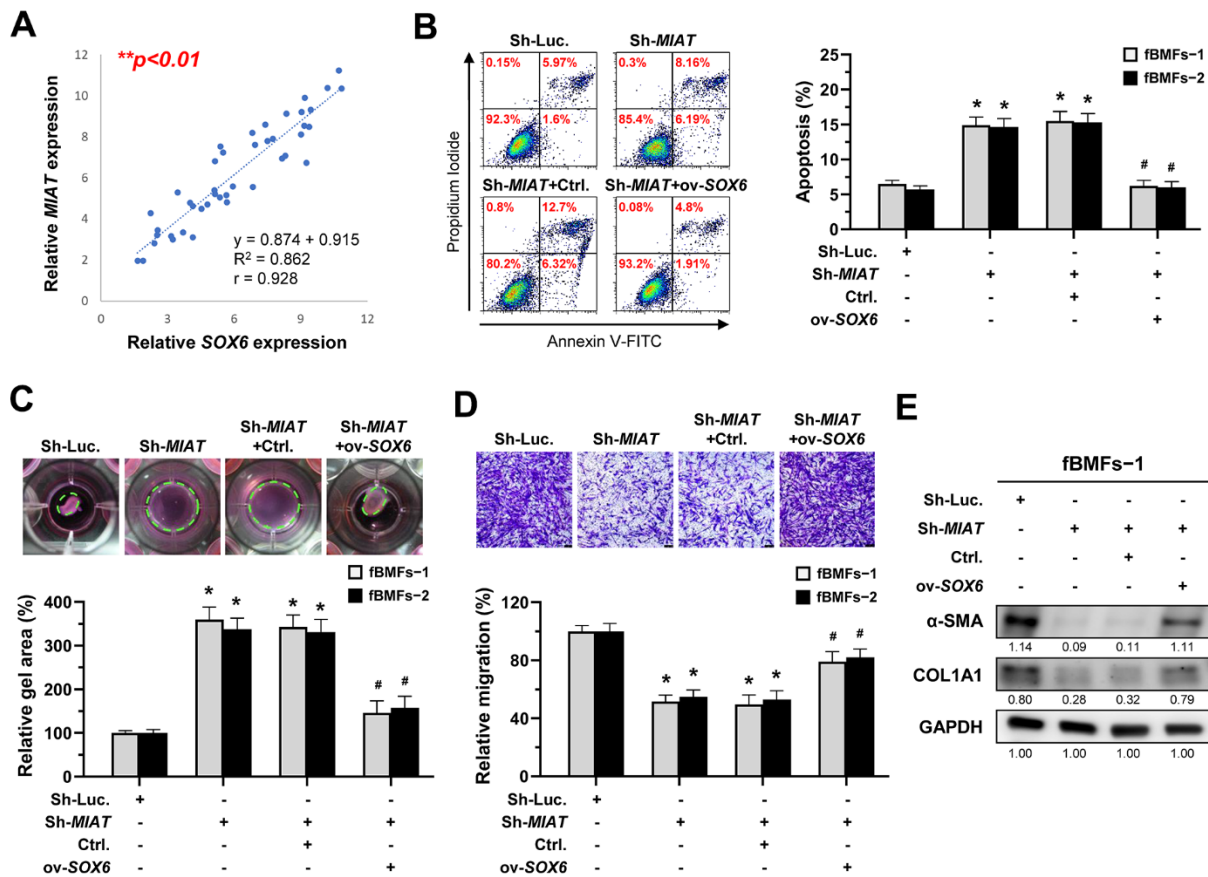 A
**p<0.01
Relative MIAT expression
12
10
8
6
4
2
0
0 3 6 9 12
y = 0.874 + 0.915
R² = 0.862
r = 0.928
Relative SOX6 expression
B
Sh-Luc. Sh-MIAT
0.15% 5.97% 0.3% 8.16%
92.3% 1.6% 85.4% 6.19%
Sh-MIAT+Ctrl. Sh-MIAT+ov-SOX6
0.8% 12.7% 0.08% 4.8%
80.2% 6.32% 93.2% 1.91%
Propidium Iodide
Annexin V-FITC
fBMFs-1
fBMFs-2
Apoptosis (%)
25
20
15
10
5
0
* * * * # #
Sh-Luc. + - - -
Sh-MIAT - + + +
Ctrl. - - + -
ov-SOX6 - - - +
C
Sh-Luc. Sh-MIAT Sh-MIAT +Ctrl. Sh-MIAT +ov-SOX6
fBMFs-1
fBMFs-2
Relative gel area (%)
400
300
200
100
0
* * * * # #
Sh-Luc. + - - -
Sh-MIAT - + + +
Ctrl. - - + -
ov-SOX6 - - - +
D
Sh-Luc. Sh-MIAT Sh-MIAT +Ctrl. Sh-MIAT +ov-SOX6
fBMFs-1
fBMFs-2
Relative migration (%)
120
80
40
0
* * * * # #
Sh-Luc. + - - -
Sh-MIAT - + + +
Ctrl. - - + -
ov-SOX6 - - - +
E
fBMFs-1
Sh-Luc. + - - -
Sh-MIAT - + + +
Ctrl. - - + -
ov-SOX6 - - - +
α-SMA
1.14 0.09 0.11 1.11
COL1A1
0.80 0.28 0.32 0.79
GAPDH
1.00 1.00 1.00 1.00